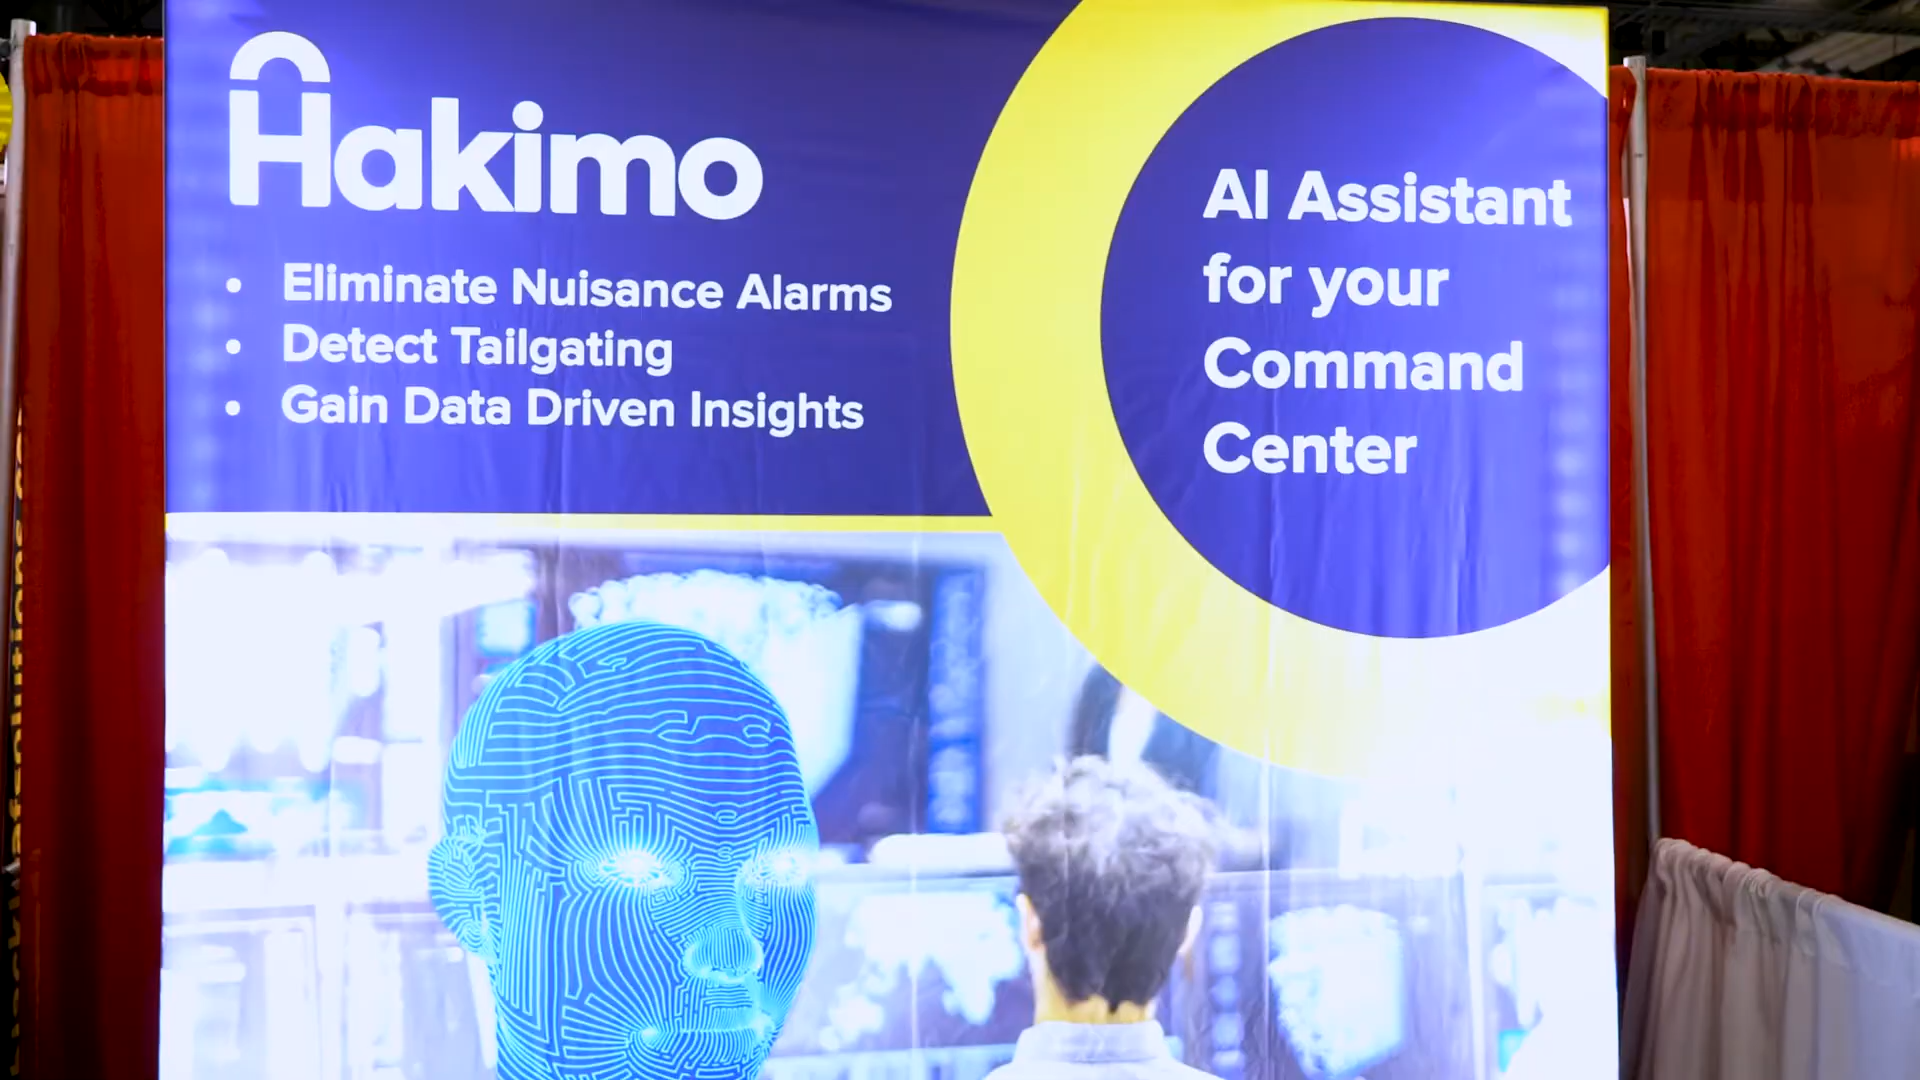 Hakimo
• Eliminate Nuisance Alarms
• Detect Tailgating
• Gain Data Driven Insights
AI Assistant
for your
Command
Center